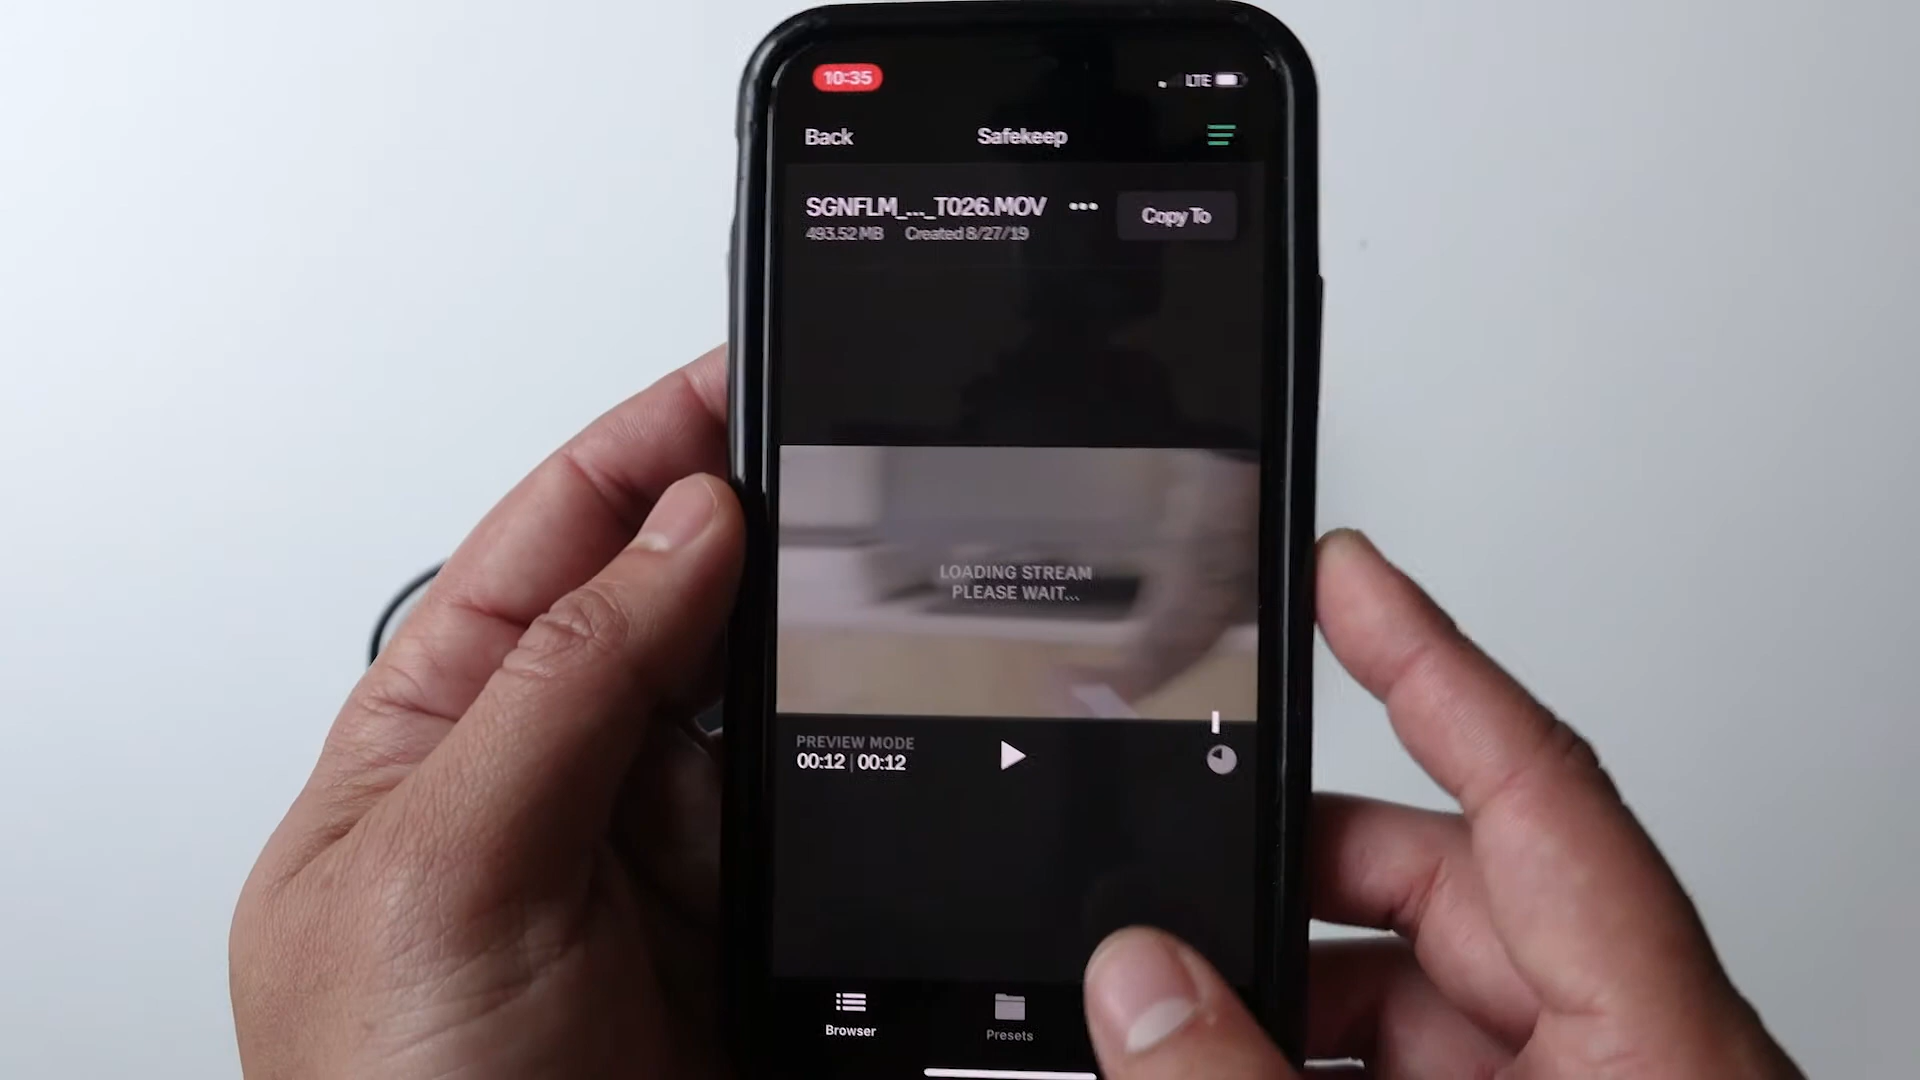 10:35
LTE
Back
Safekeep
SGNFLM_..._T026.MOV
•••
Copy To
493.52 MB
Created 8/27/19
LOADING STREAM
PLEASE WAIT...
PREVIEW MODE
00:12 | 00:12
Browser
Presets